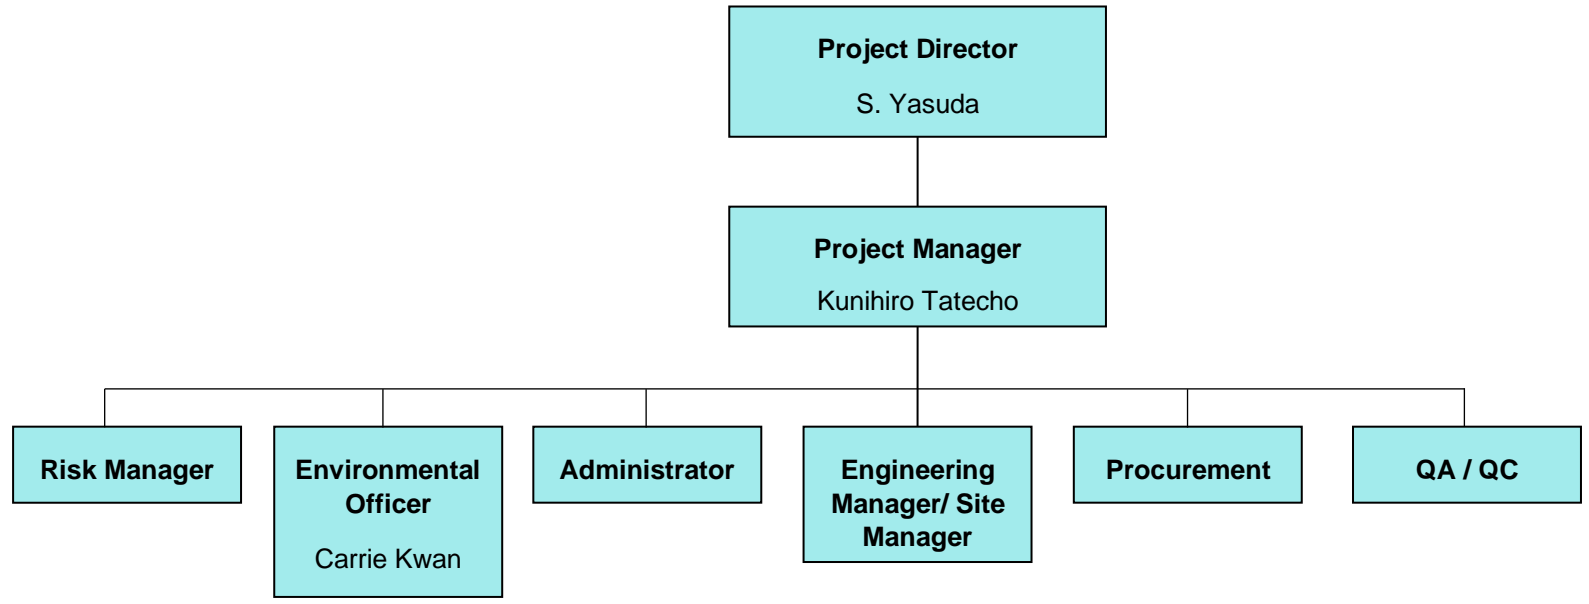 Project Director
S. Yasuda
Project Manager
Kunihiro Tatecho
Risk Manager
Environmental
Officer
Carrie Kwan
Administrator
Engineering
Manager/ Site
Manager
Procurement
QA / QC